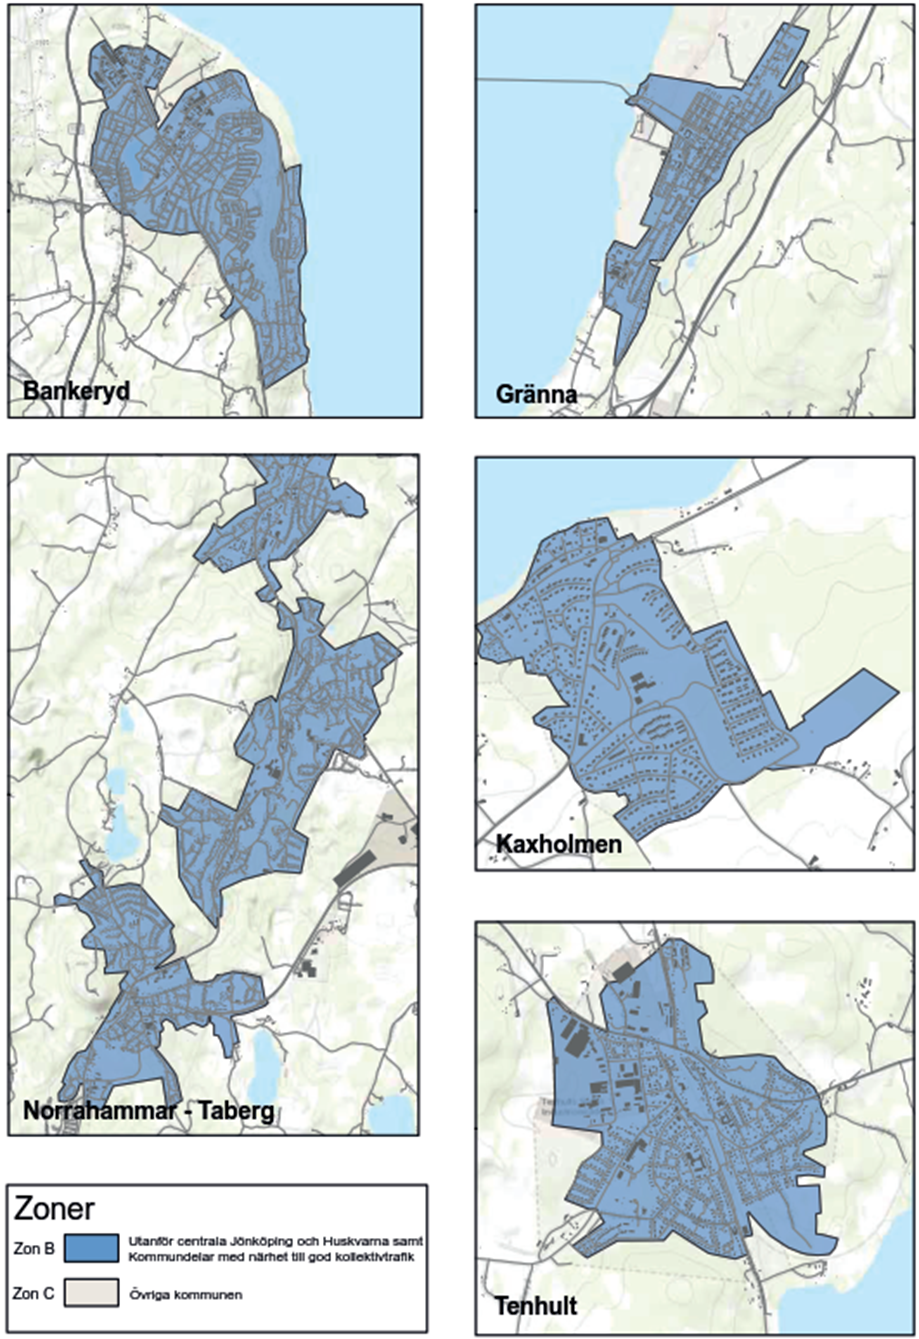 Bankeryd
Gränna
Norrahammar - Taberg
Kaxholmen
Tenhult
Zoner
Zon B
Utanför centrala Jönköping och Huskvarna samt
Kommundelar med närhet till god kollektivtrafik
Zon C
Övriga kommunen